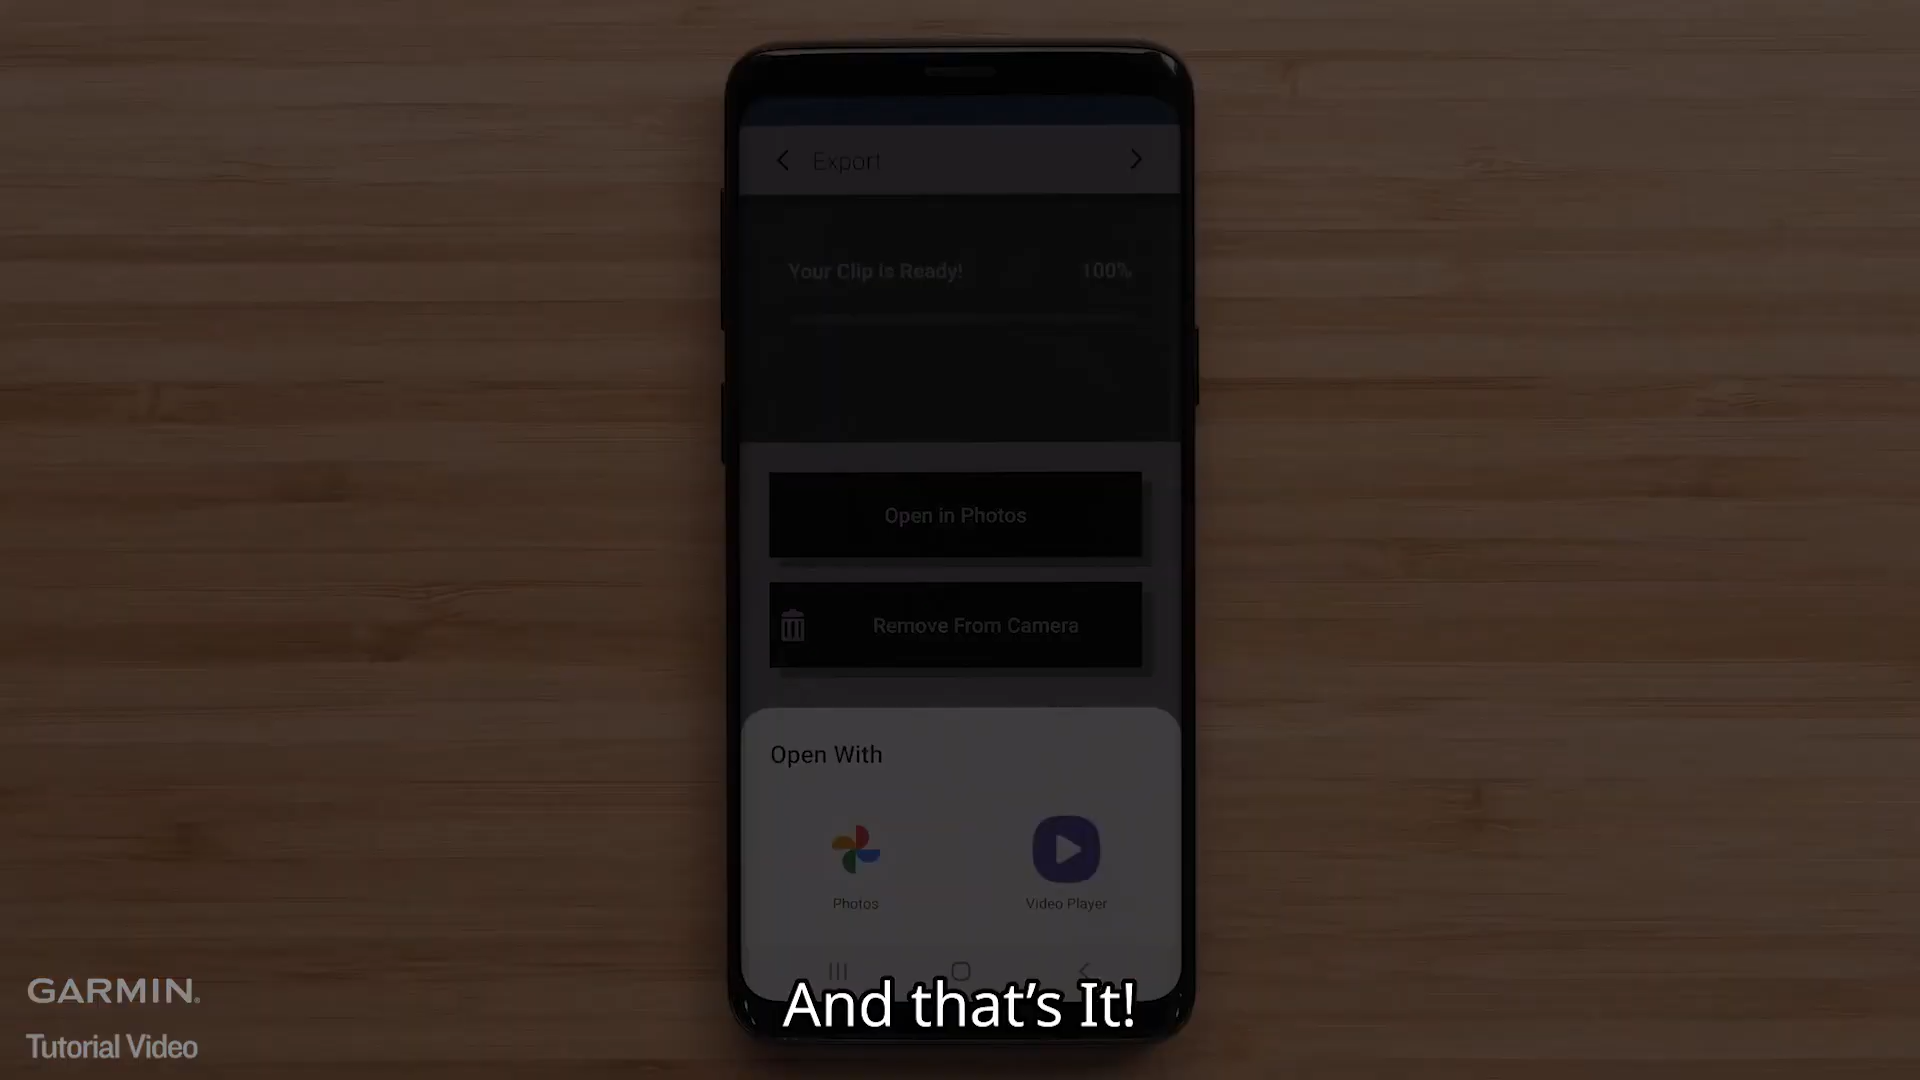 Export
Your Clip is Ready! 100%
Open in Photos
Remove From Camera
Open With
Photos Video Player
And that's It!
GARMIN.
Tutorial Video